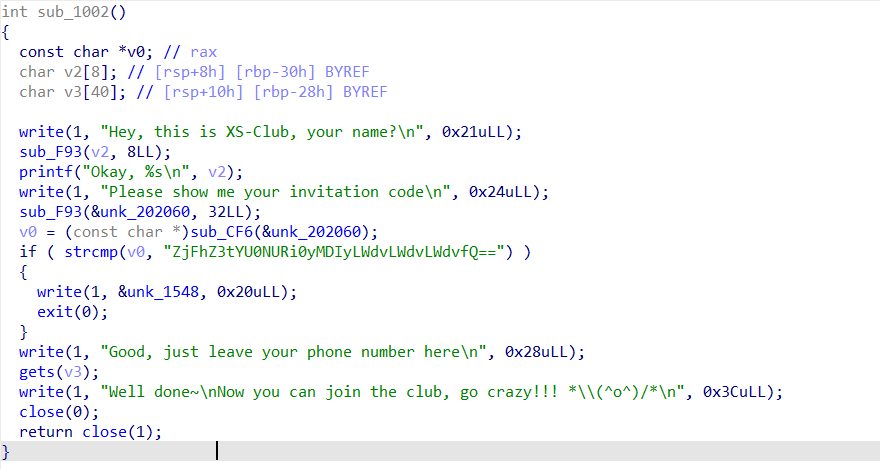 int sub_1002()
{
  const char *v0; // rax
  char v2[8]; // [rsp+8h] [rbp-30h] BYREF
  char v3[40]; // [rsp+10h] [rbp-28h] BYREF

  write(1, "Hey, this is XS-Club, your name?\n", 0x21uLL);
  sub_F93(v2, 8LL);
  printf("Okay, %s\n", v2);
  write(1, "Please show me your invitation code\n", 0x24uLL);
  sub_F93(&unk_202060, 32LL);
  v0 = (const char *)sub_CF6(&unk_202060);
  if ( strcmp(v0, "ZjFhZ3tYU0NURi0yMDIyLWdvLWdvLWdvfQ==") )
  {
    write(1, &unk_1548, 0x20uLL);
    exit(0);
  }
  write(1, "Good, just leave your phone number here\n", 0x28uLL);
  gets(v3);
  write(1, "Well done~\nNow you can join the club, go crazy!!! *\\(^o^)/*\n", 0x3CuLL);
  close(0);
  return close(1);
}